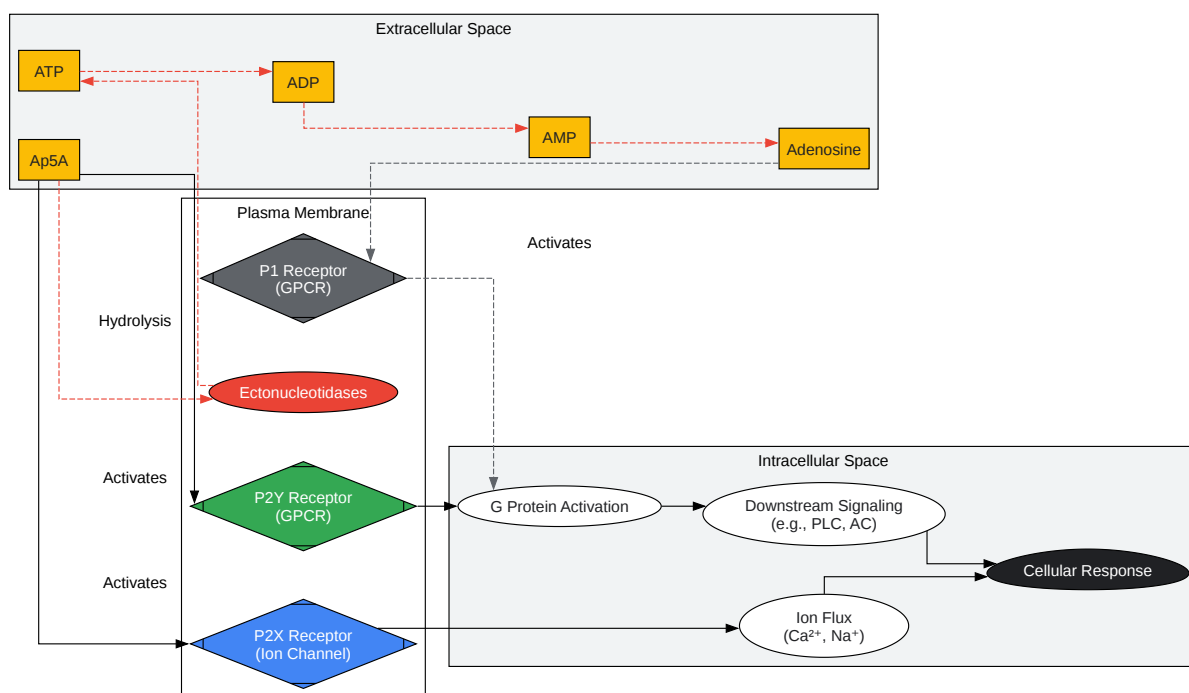 Extracellular Space
ATP
ADP
AMP
Adenosine
Ap5A
Plasma Membrane
Activates
P1 Receptor
(GPCR)
Hydrolysis
Ectonucleotidases
Activates
P2Y Receptor
(GPCR)
Intracellular Space
G Protein Activation
Downstream Signaling
(e.g., PLC, AC)
Cellular Response
Activates
P2X Receptor
(Ion Channel)
Ion Flux
(Ca²⁺, Na⁺)